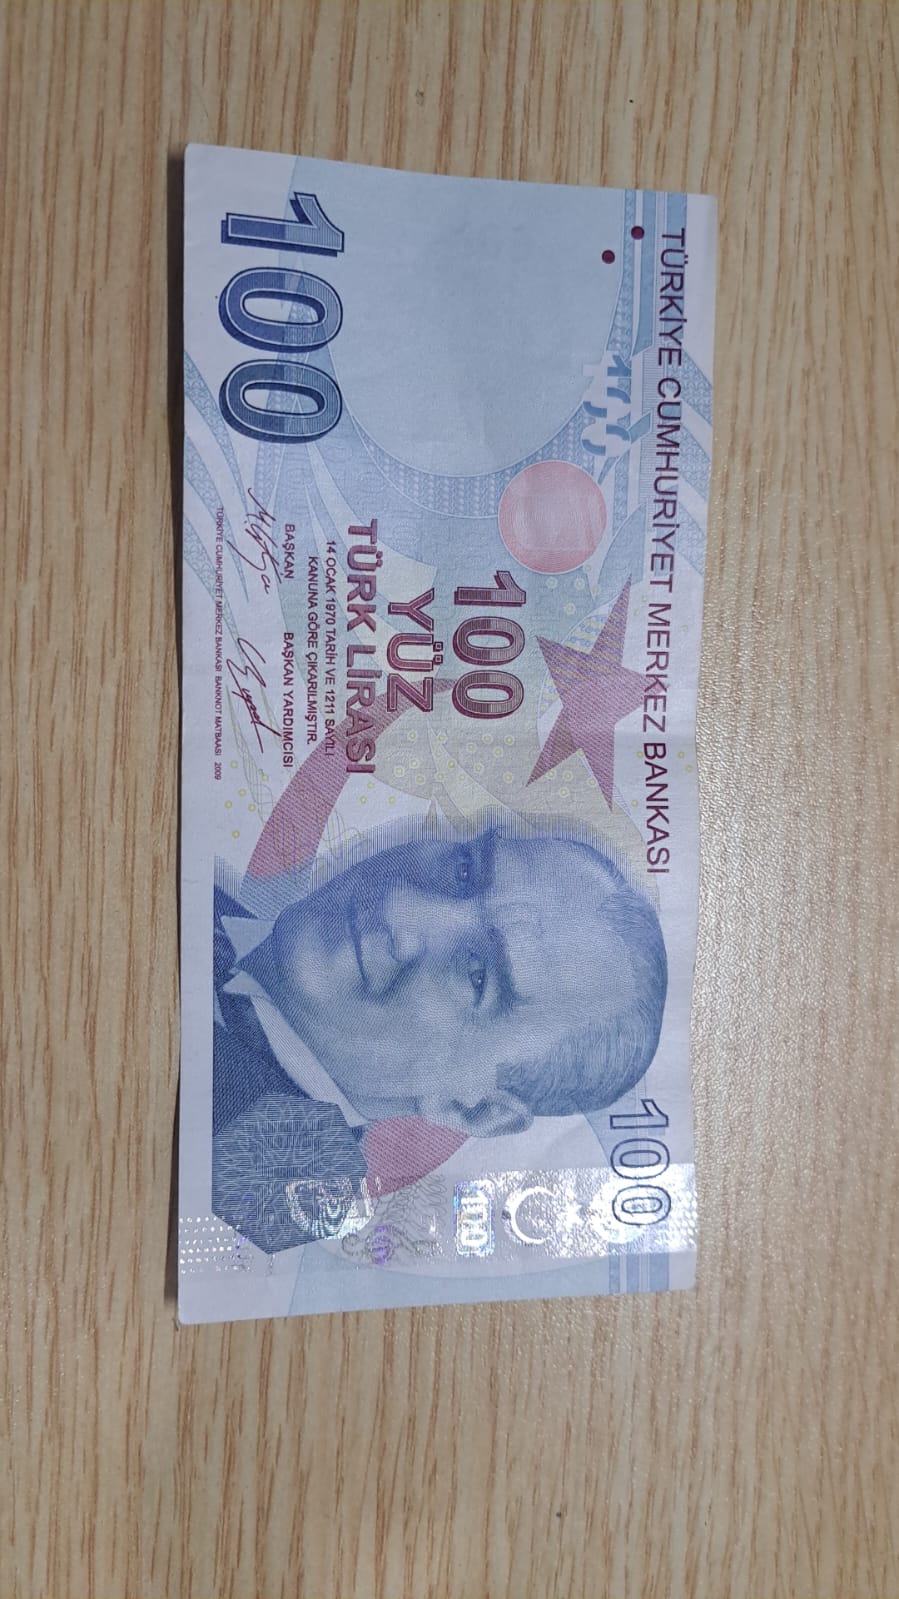 TÜRKİYE CUMHURİYET MERKEZ BANKASI
100
100
YÜZ
TÜRK LİRASI
14 OCAK 1970 TARİH VE 1211 SAYILI
KANUNA GÖRE ÇIKARILMIŞTIR.
BAŞKAN BAŞKAN YARDIMCISI
100
TÜRKİYE CUMHURİYET MERKEZ BANKASI BANKNOT MATBAASI 2009
100